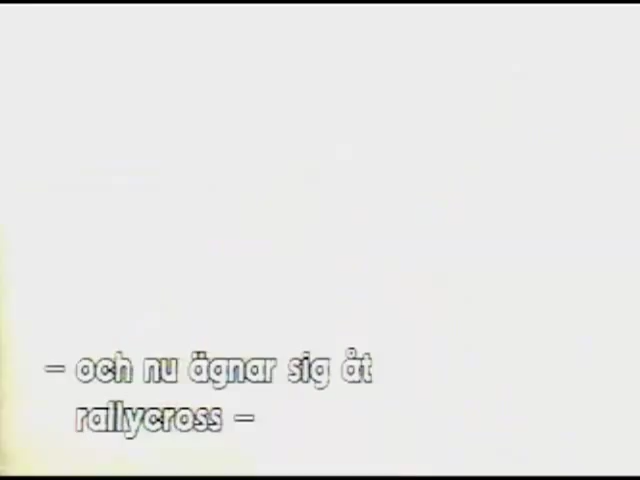 – och nu ägnar sig åt
rallycross –